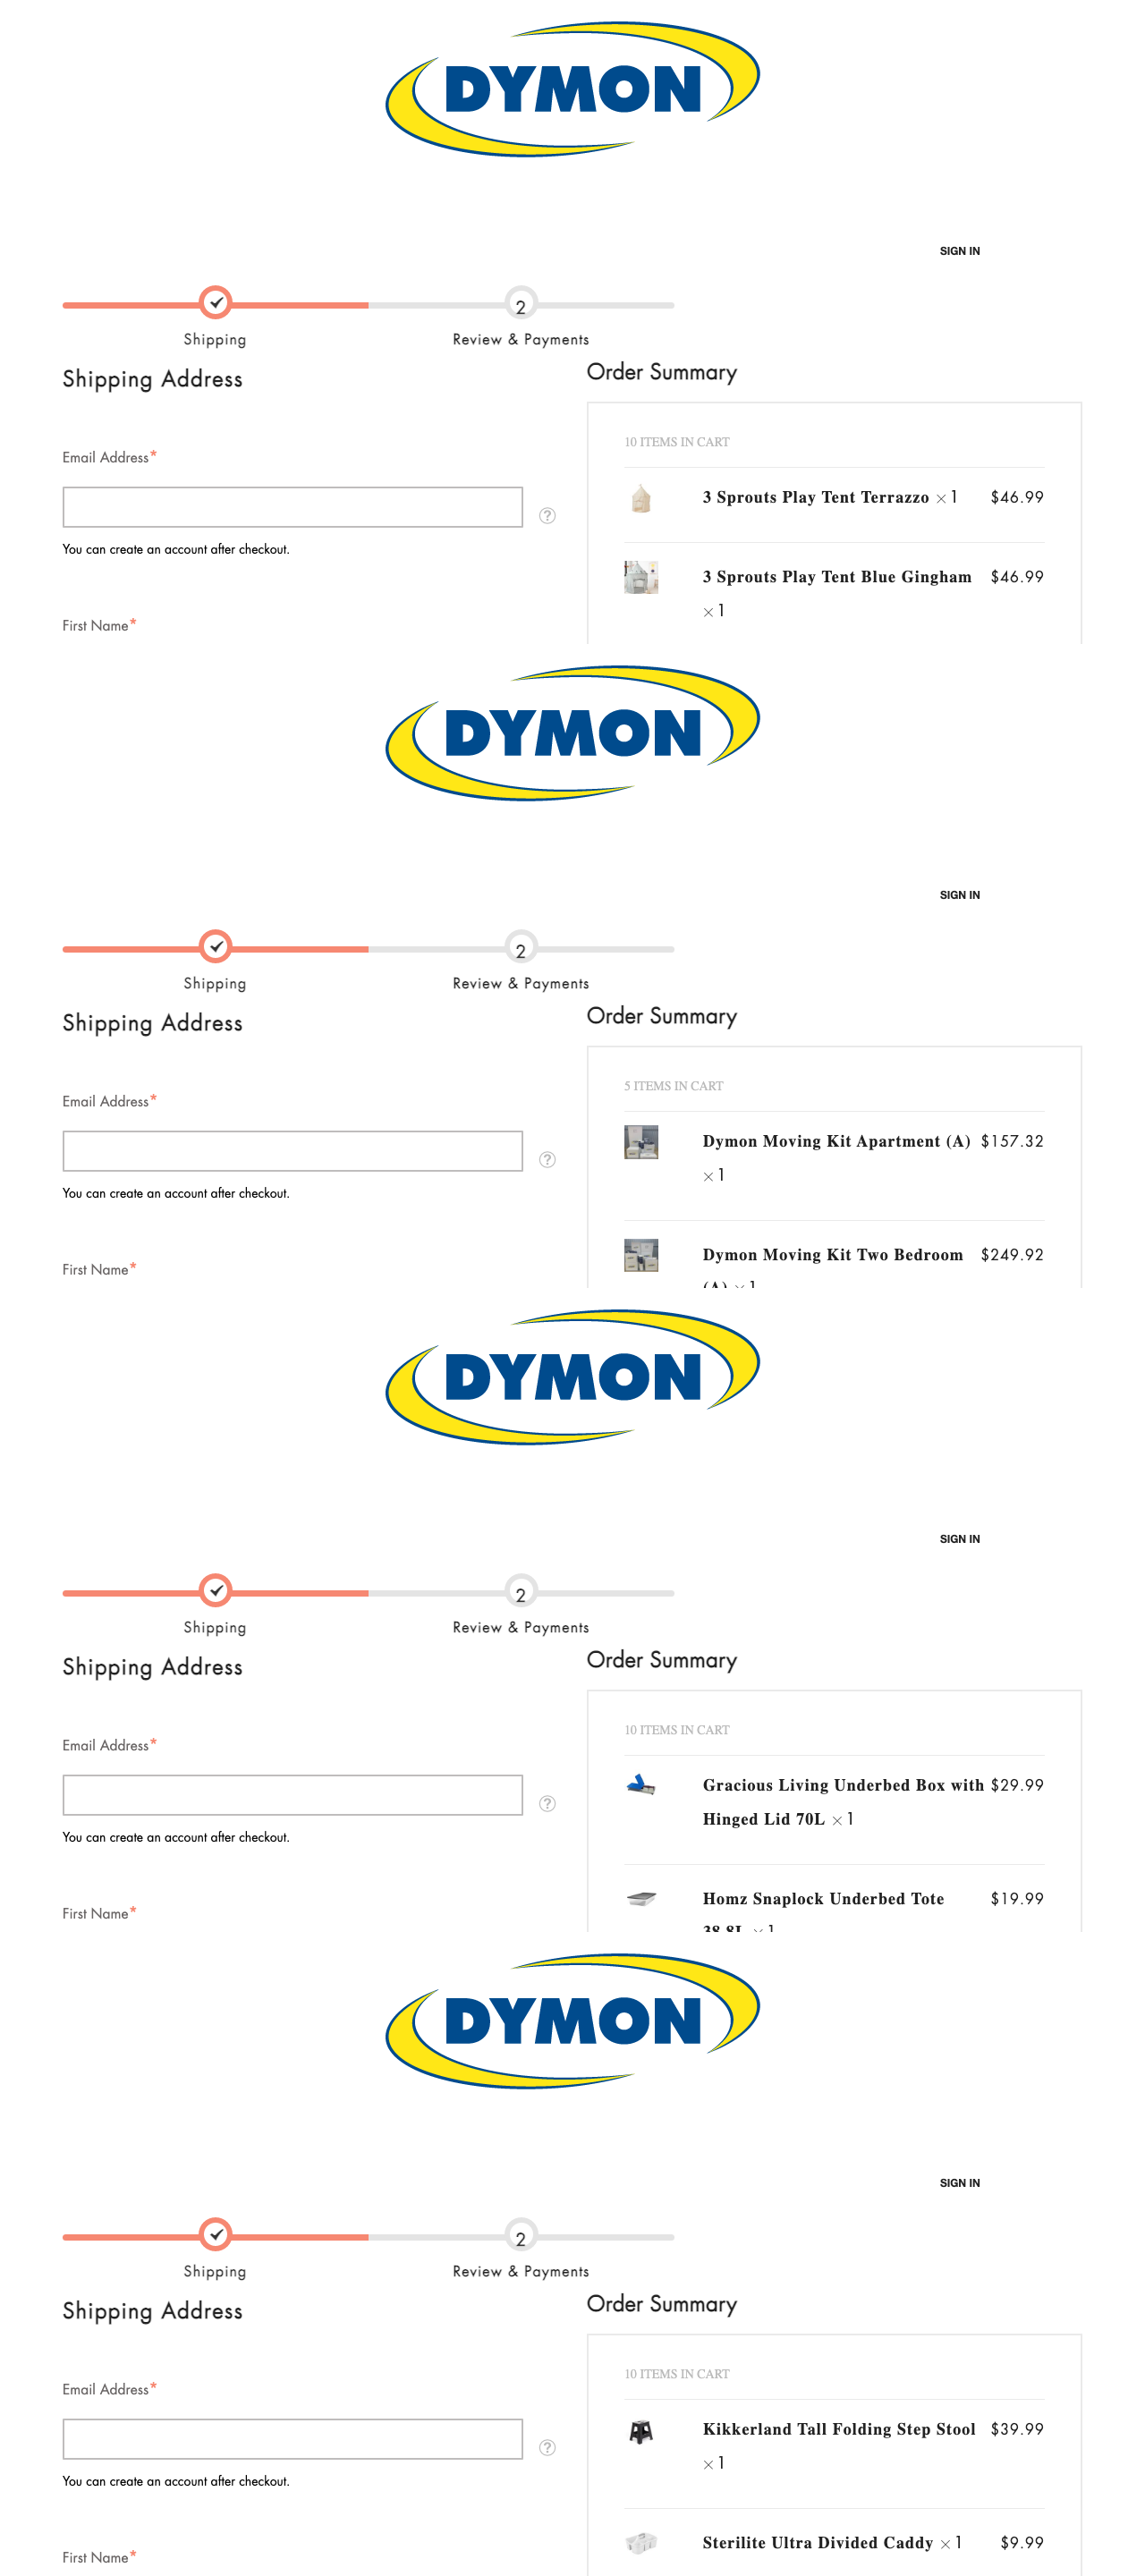 DYMON
SIGN IN
2
Shipping
Review & Payments
Shipping Address
Order Summary
10 ITEMS IN CART
Email Address*
3 Sprouts Play Tent Terrazzo × 1 $46.99
?
You can create an account after checkout.
3 Sprouts Play Tent Blue Gingham $46.99
× 1
First Name*
DYMON
SIGN IN
2
Shipping
Review & Payments
Shipping Address
Order Summary
5 ITEMS IN CART
Email Address*
Dymon Moving Kit Apartment (A) $157.32
× 1
?
You can create an account after checkout.
Dymon Moving Kit Two Bedroom $249.92
(A) × 1
First Name*
DYMON
SIGN IN
2
Shipping
Review & Payments
Shipping Address
Order Summary
10 ITEMS IN CART
Email Address*
Gracious Living Underbed Box with $29.99
Hinged Lid 70L × 1
?
You can create an account after checkout.
Homz Snaplock Underbed Tote $19.99
38.8L × 1
First Name*
DYMON
SIGN IN
2
Shipping
Review & Payments
Shipping Address
Order Summary
10 ITEMS IN CART
Email Address*
Kikkerland Tall Folding Step Stool $39.99
× 1
?
You can create an account after checkout.
Sterilite Ultra Divided Caddy × 1 $9.99
First Name*